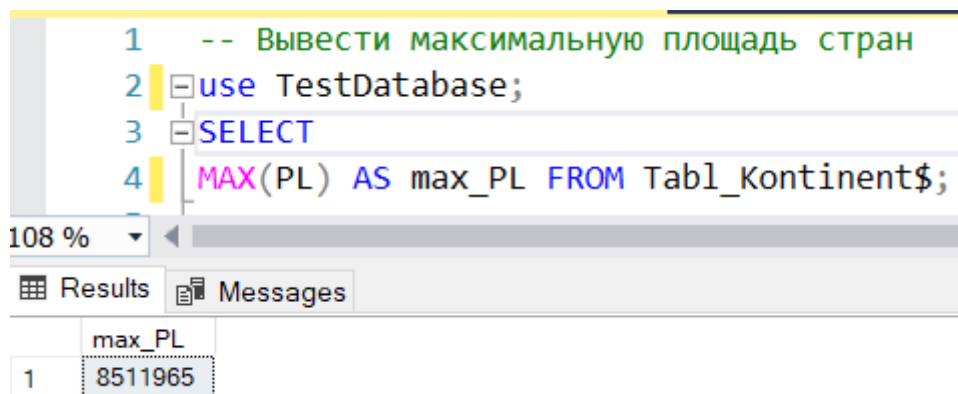 1 -- Вывести максимальную площадь стран
2 use TestDatabase;
3 SELECT
4 MAX(PL) AS max_PL FROM Tabl_Kontinent$;
108 %
Results Messages
max_PL
1 8511965